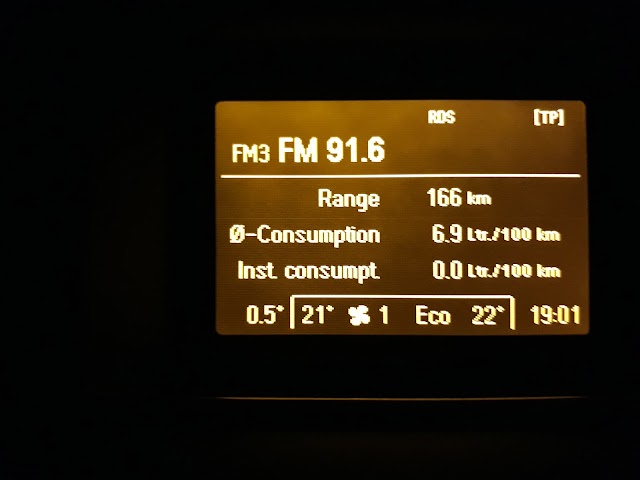 RDS [TP]
FM3 FM 91.6
Range 166 km
Ø-Consumption 6.9 Ltr./100 km
Inst. consumpt. 0.0 Ltr./100 km
0.5° 21° 1 Eco 22° 19:01